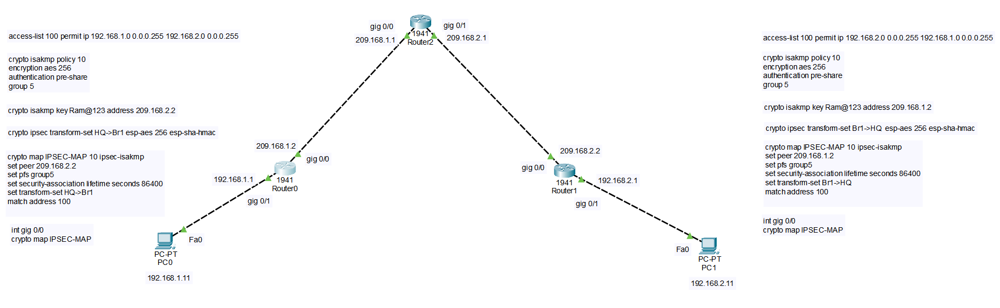 access-list 100 permit ip 192.168.1.0 0.0.0.255 192.168.2.0 0.0.0.255
crypto isakmp policy 10
encryption aes 256
authentication pre-share
group 5
crypto isakmp key Ram@123 address 209.168.2.2
crypto ipsec transform-set HQ->Br1 esp-aes 256 esp-sha-hmac
crypto map IPSEC-MAP 10 ipsec-isakmp
set peer 209.168.2.2
set pfs group5
set security-association lifetime seconds 86400
set transform-set HQ->Br1
match address 100
int gig 0/0
crypto map IPSEC-MAP
gig 0/0
209.168.1.1
1941
Router2
gig 0/1
209.168.2.1
209.168.1.2
gig 0/0
192.168.1.1
1941
Router0
gig 0/1
Fa0
PC-PT
PC0
192.168.1.11
209.168.2.2
gig 0/0
1941
Router1
192.168.2.1
gig 0/1
Fa0
PC-PT
PC1
192.168.2.11
access-list 100 permit ip 192.168.2.0 0.0.0.255 192.168.1.0 0.0.0.255
crypto isakmp policy 10
encryption aes 256
authentication pre-share
group 5
crypto isakmp key Ram@123 address 209.168.1.2
crypto ipsec transform-set Br1->HQ esp-aes 256 esp-sha-hmac
crypto map IPSEC-MAP 10 ipsec-isakmp
set peer 209.168.1.2
set pfs group5
set security-association lifetime seconds 86400
set transform-set Br1->HQ
match address 100
int gig 0/0
crypto map IPSEC-MAP